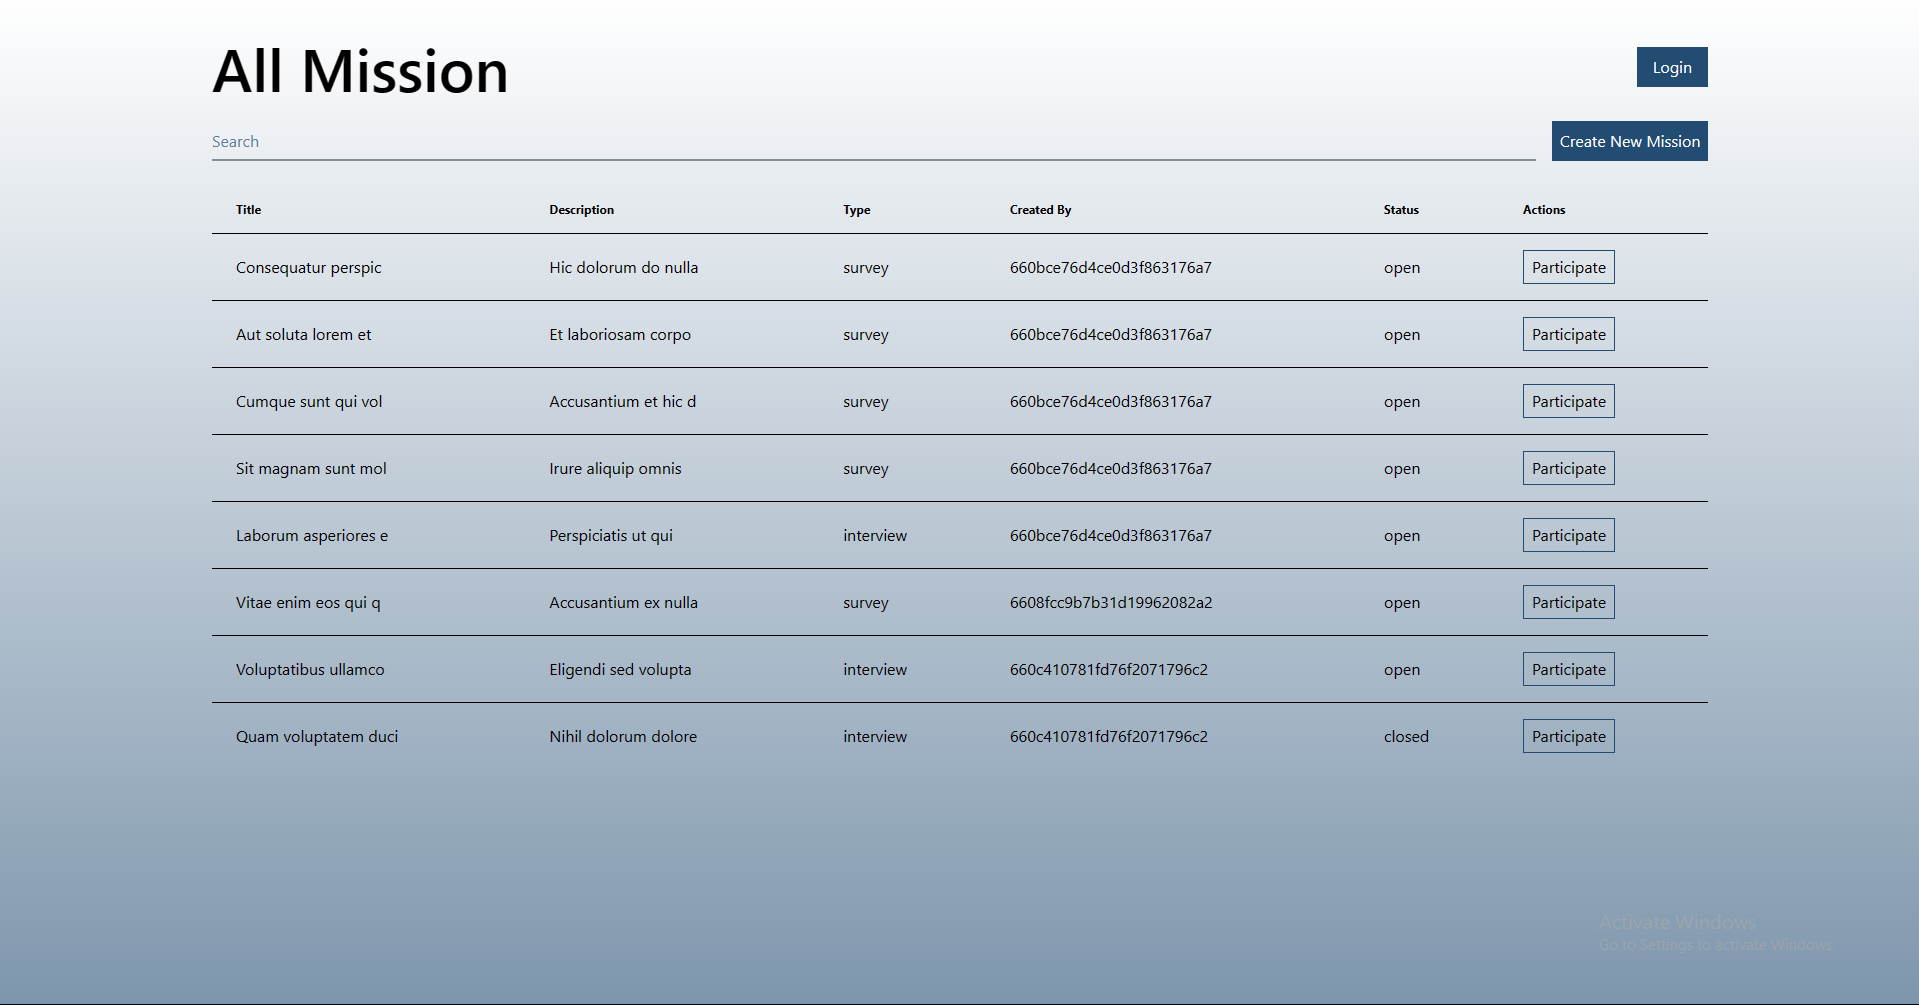 All Mission
Login
Search
Create New Mission
Title Description Type Created By Status Actions
Consequatur perspic Hic dolorum do nulla survey 660bce76d4ce0d3f863176a7 open Participate
Aut soluta lorem et Et laboriosam corpo survey 660bce76d4ce0d3f863176a7 open Participate
Cumque sunt qui vol Accusantium et hic d survey 660bce76d4ce0d3f863176a7 open Participate
Sit magnam sunt mol Irure aliquip omnis survey 660bce76d4ce0d3f863176a7 open Participate
Laborum asperiores e Perspiciatis ut qui interview 660bce76d4ce0d3f863176a7 open Participate
Vitae enim eos qui q Accusantium ex nulla survey 6608fcc9b7b31d19962082a2 open Participate
Voluptatibus ullamco Eligendi sed volupta interview 660c410781fd76f2071796c2 open Participate
Quam voluptatem duci Nihil dolorum dolore interview 660c410781fd76f2071796c2 closed Participate
Activate Windows
Go to Settings to activate Windows.